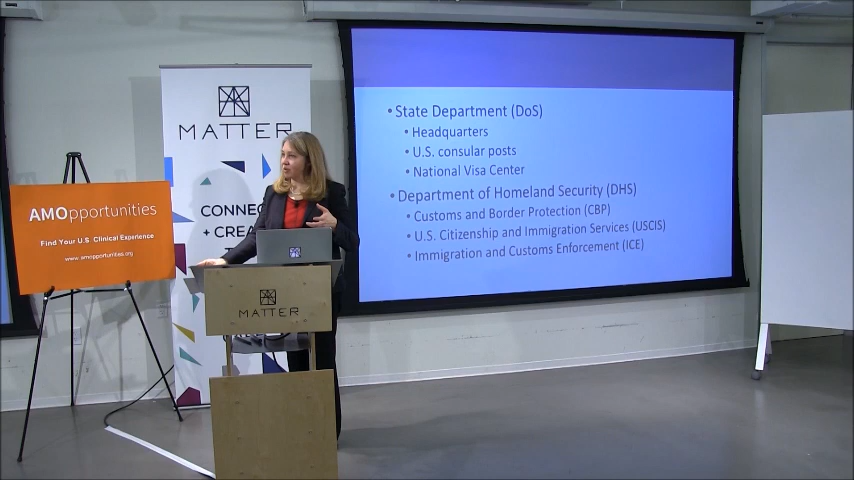 AMOpportunities
Find Your U.S Clinical Experience
www.amopportunities.org
MATTER
CONNEC
+ CREA
MATTER
• State Department (DoS)
• Headquarters
• U.S. consular posts
• National Visa Center
• Department of Homeland Security (DHS)
• Customs and Border Protection (CBP)
• U.S. Citizenship and Immigration Services (USCIS)
• Immigration and Customs Enforcement (ICE)